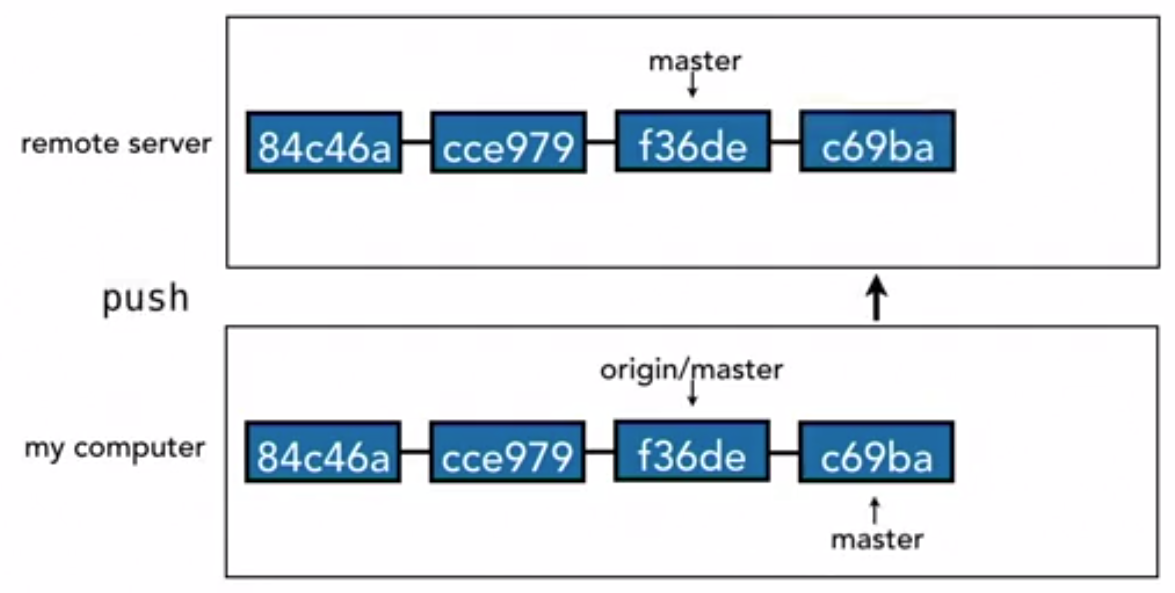 master
remote server 84c46a cce979 f36de c69ba
push
origin/master
my computer 84c46a cce979 f36de c69ba
master